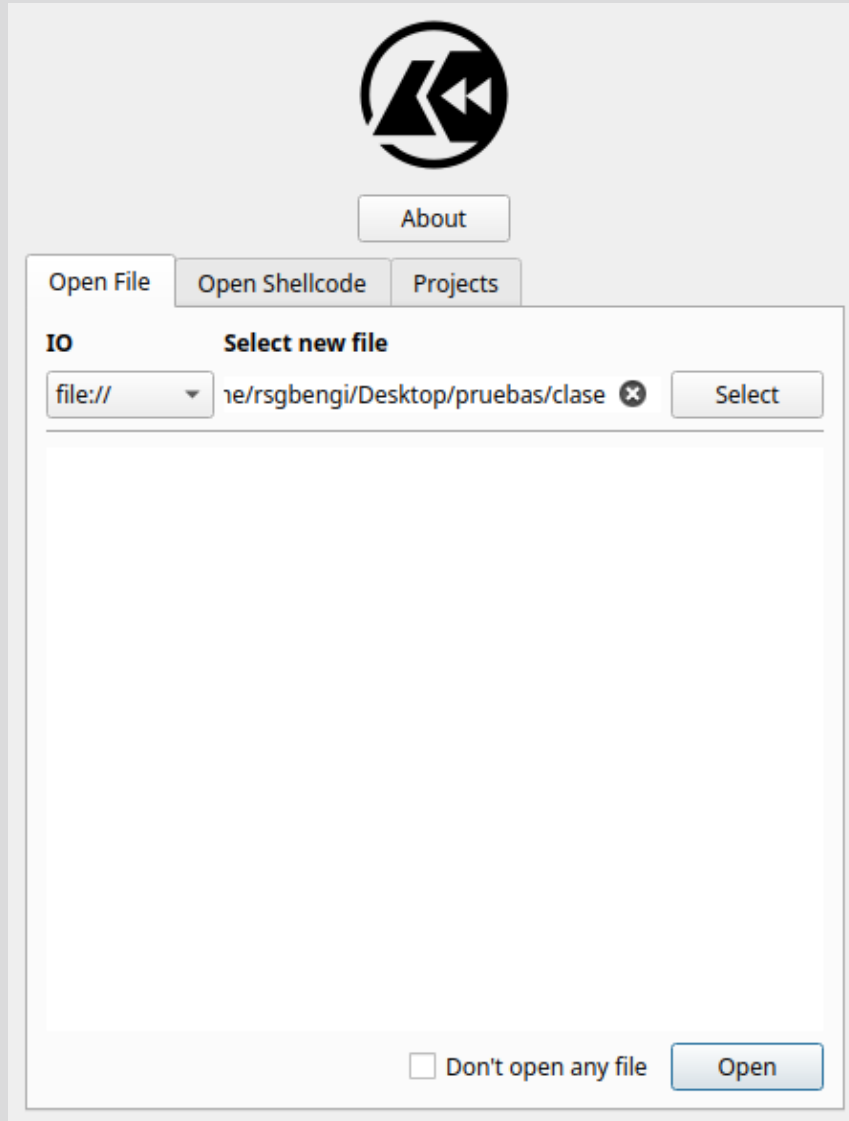 About
Open File Open Shellcode Projects
IO Select new file
file:// e/rsgbengi/Desktop/pruebas/clase Select
Don't open any file Open